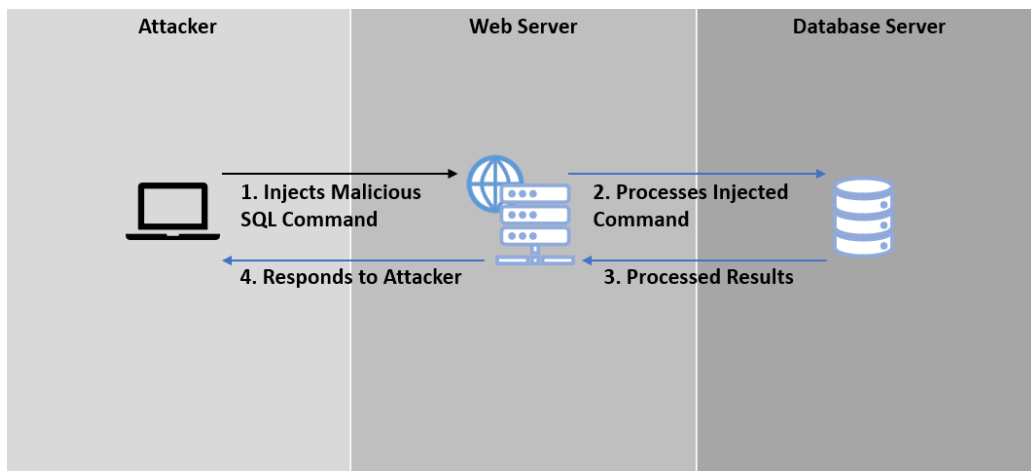 Attacker
Web Server
Database Server
1. Injects Malicious
SQL Command
2. Processes Injected
Command
4. Responds to Attacker
3. Processed Results